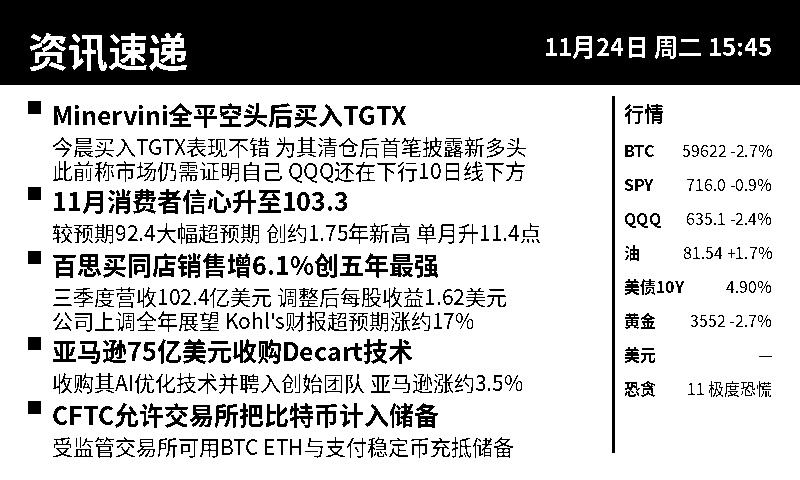 资讯速递
11月24日 周二 15:45
Minervini全平空头后买入TGTX
今晨买入TGTX表现不错 为其清仓后首笔披露新多头
此前称市场仍需证明自己 QQQ还在下行10日线下方
11月消费者信心升至103.3
较预期92.4大幅超预期 创约1.75年新高 单月升11.4点
百思买同店销售增6.1%创五年最强
三季度营收102.4亿美元 调整后每股收益1.62美元
公司上调全年展望 Kohl's财报超预期涨约17%
亚马逊75亿美元收购Decart技术
收购其AI优化技术并聘入创始团队 亚马逊涨约3.5%
CFTC允许交易所把比特币计入储备
受监管交易所可用BTC ETH与支付稳定币充抵储备
行情
BTC 59622 -2.7%
SPY 716.0 -0.9%
QQQ 635.1 -2.4%
油 81.54 +1.7%
美债10Y 4.90%
黄金 3552 -2.7%
美元 —
恐贪 11 极度恐慌